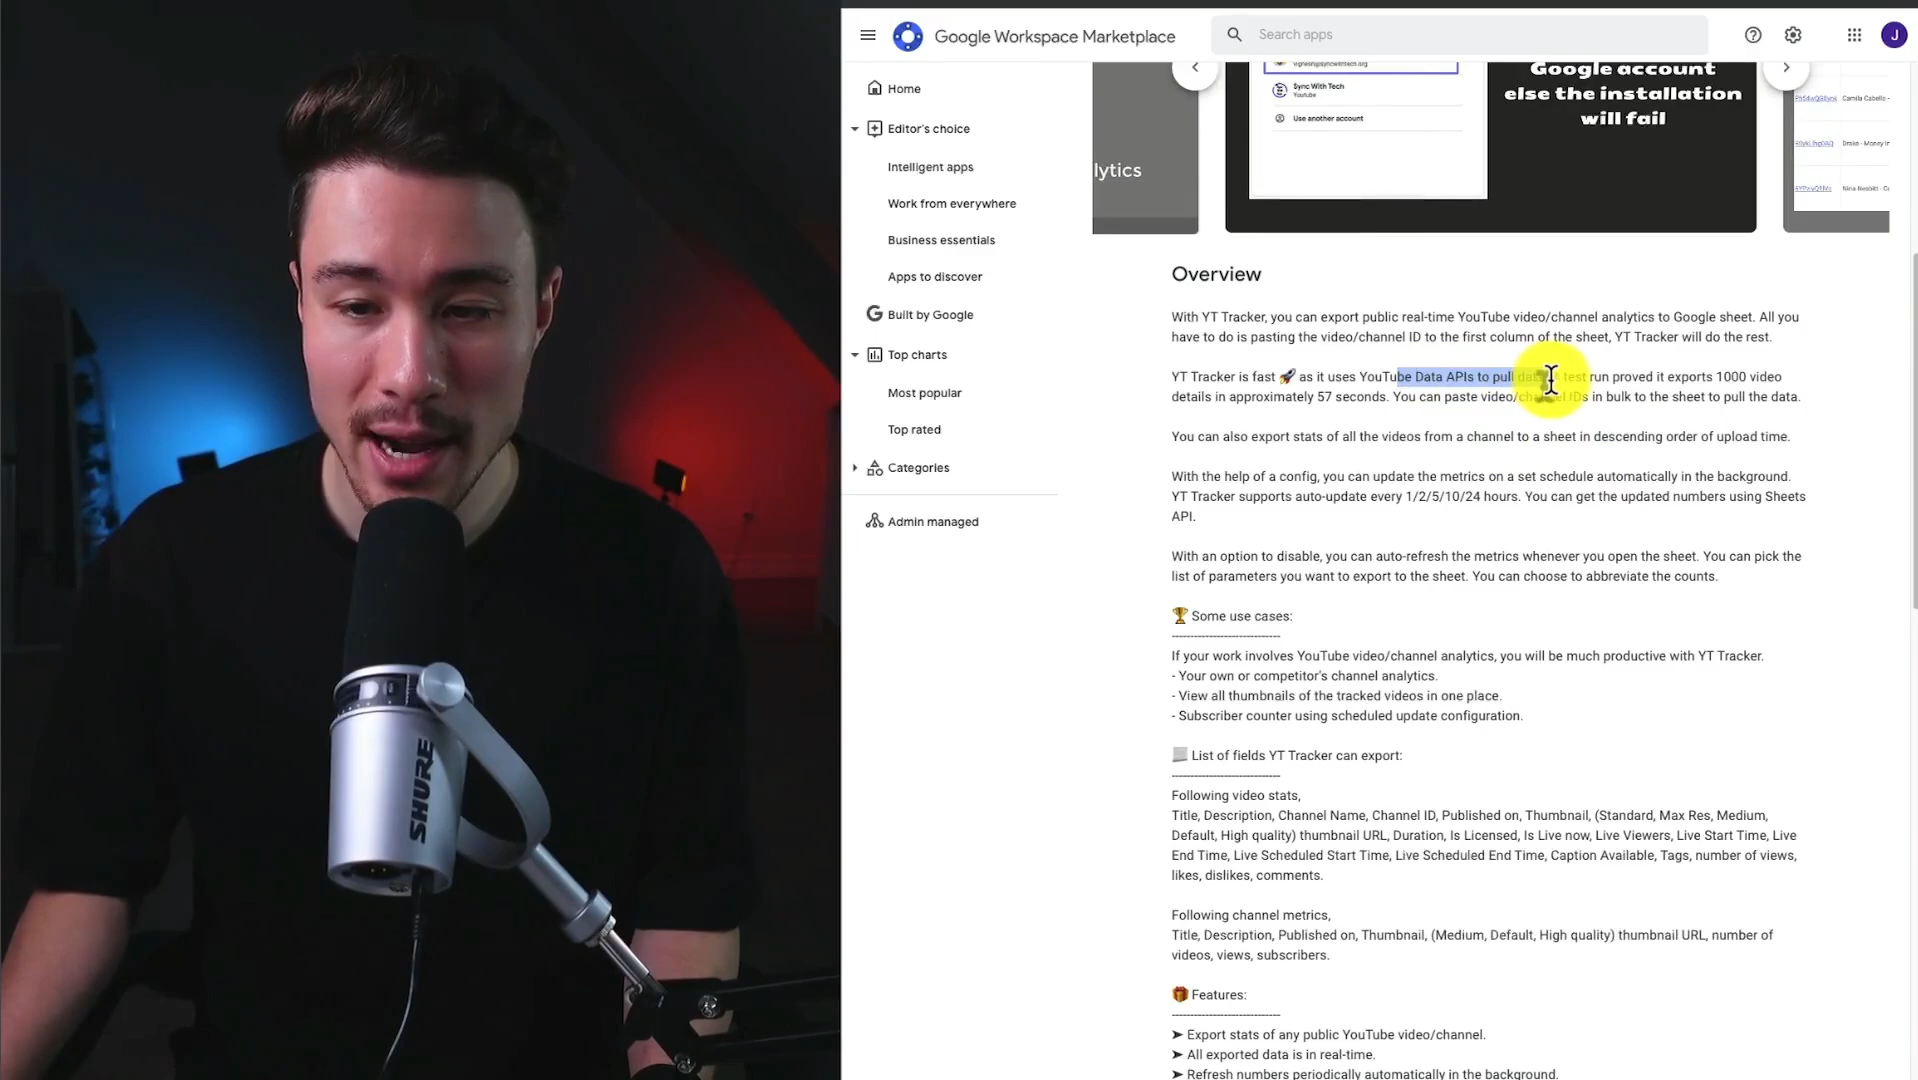 Google Workspace Marketplace
Search apps
J
Home
Editor's choice
Intelligent apps
Work from everywhere
Business essentials
Apps to discover
Built by Google
Top charts
Most popular
Top rated
Categories
Admin managed
lytics
Sync With Tech
Youtube
Use another account
Google account
else the installation
will fail
Camila Cabello -
Drake - Money In
Overview
With YT Tracker, you can export public real-time YouTube video/channel analytics to Google sheet. All you
have to do is pasting the video/channel ID to the first column of the sheet, YT Tracker will do the rest.
YT Tracker is fast 🚀 as it uses YouTube Data APIs to pull test run proved it exports 1000 video
details in approximately 57 seconds. You can paste video/channel IDs in bulk to the sheet to pull the data.
You can also export stats of all the videos from a channel to a sheet in descending order of upload time.
With the help of a config, you can update the metrics on a set schedule automatically in the background.
YT Tracker supports auto-update every 1/2/5/10/24 hours. You can get the updated numbers using Sheets
API.
With an option to disable, you can auto-refresh the metrics whenever you open the sheet. You can pick the
list of parameters you want to export to the sheet. You can choose to abbreviate the counts.
🏆 Some use cases:
-----------------------------
If your work involves YouTube video/channel analytics, you will be much productive with YT Tracker.
- Your own or competitor's channel analytics.
- View all thumbnails of the tracked videos in one place.
- Subscriber counter using scheduled update configuration.
List of fields YT Tracker can export:
-----------------------------
Following video stats,
Title, Description, Channel Name, Channel ID, Published on, Thumbnail, (Standard, Max Res, Medium,
Default, High quality) thumbnail URL, Duration, Is Licensed, Is Live now, Live Viewers, Live Start Time, Live
End Time, Live Scheduled Start Time, Live Scheduled End Time, Caption Available, Tags, number of views,
likes, dislikes, comments.
Following channel metrics,
Title, Description, Published on, Thumbnail, (Medium, Default, High quality) thumbnail URL, number of
videos, views, subscribers.
🎁 Features:
-----------------------------
➤ Export stats of any public YouTube video/channel.
➤ All exported data is in real-time.
➤ Refresh numbers periodically automatically in the background.
SHURE